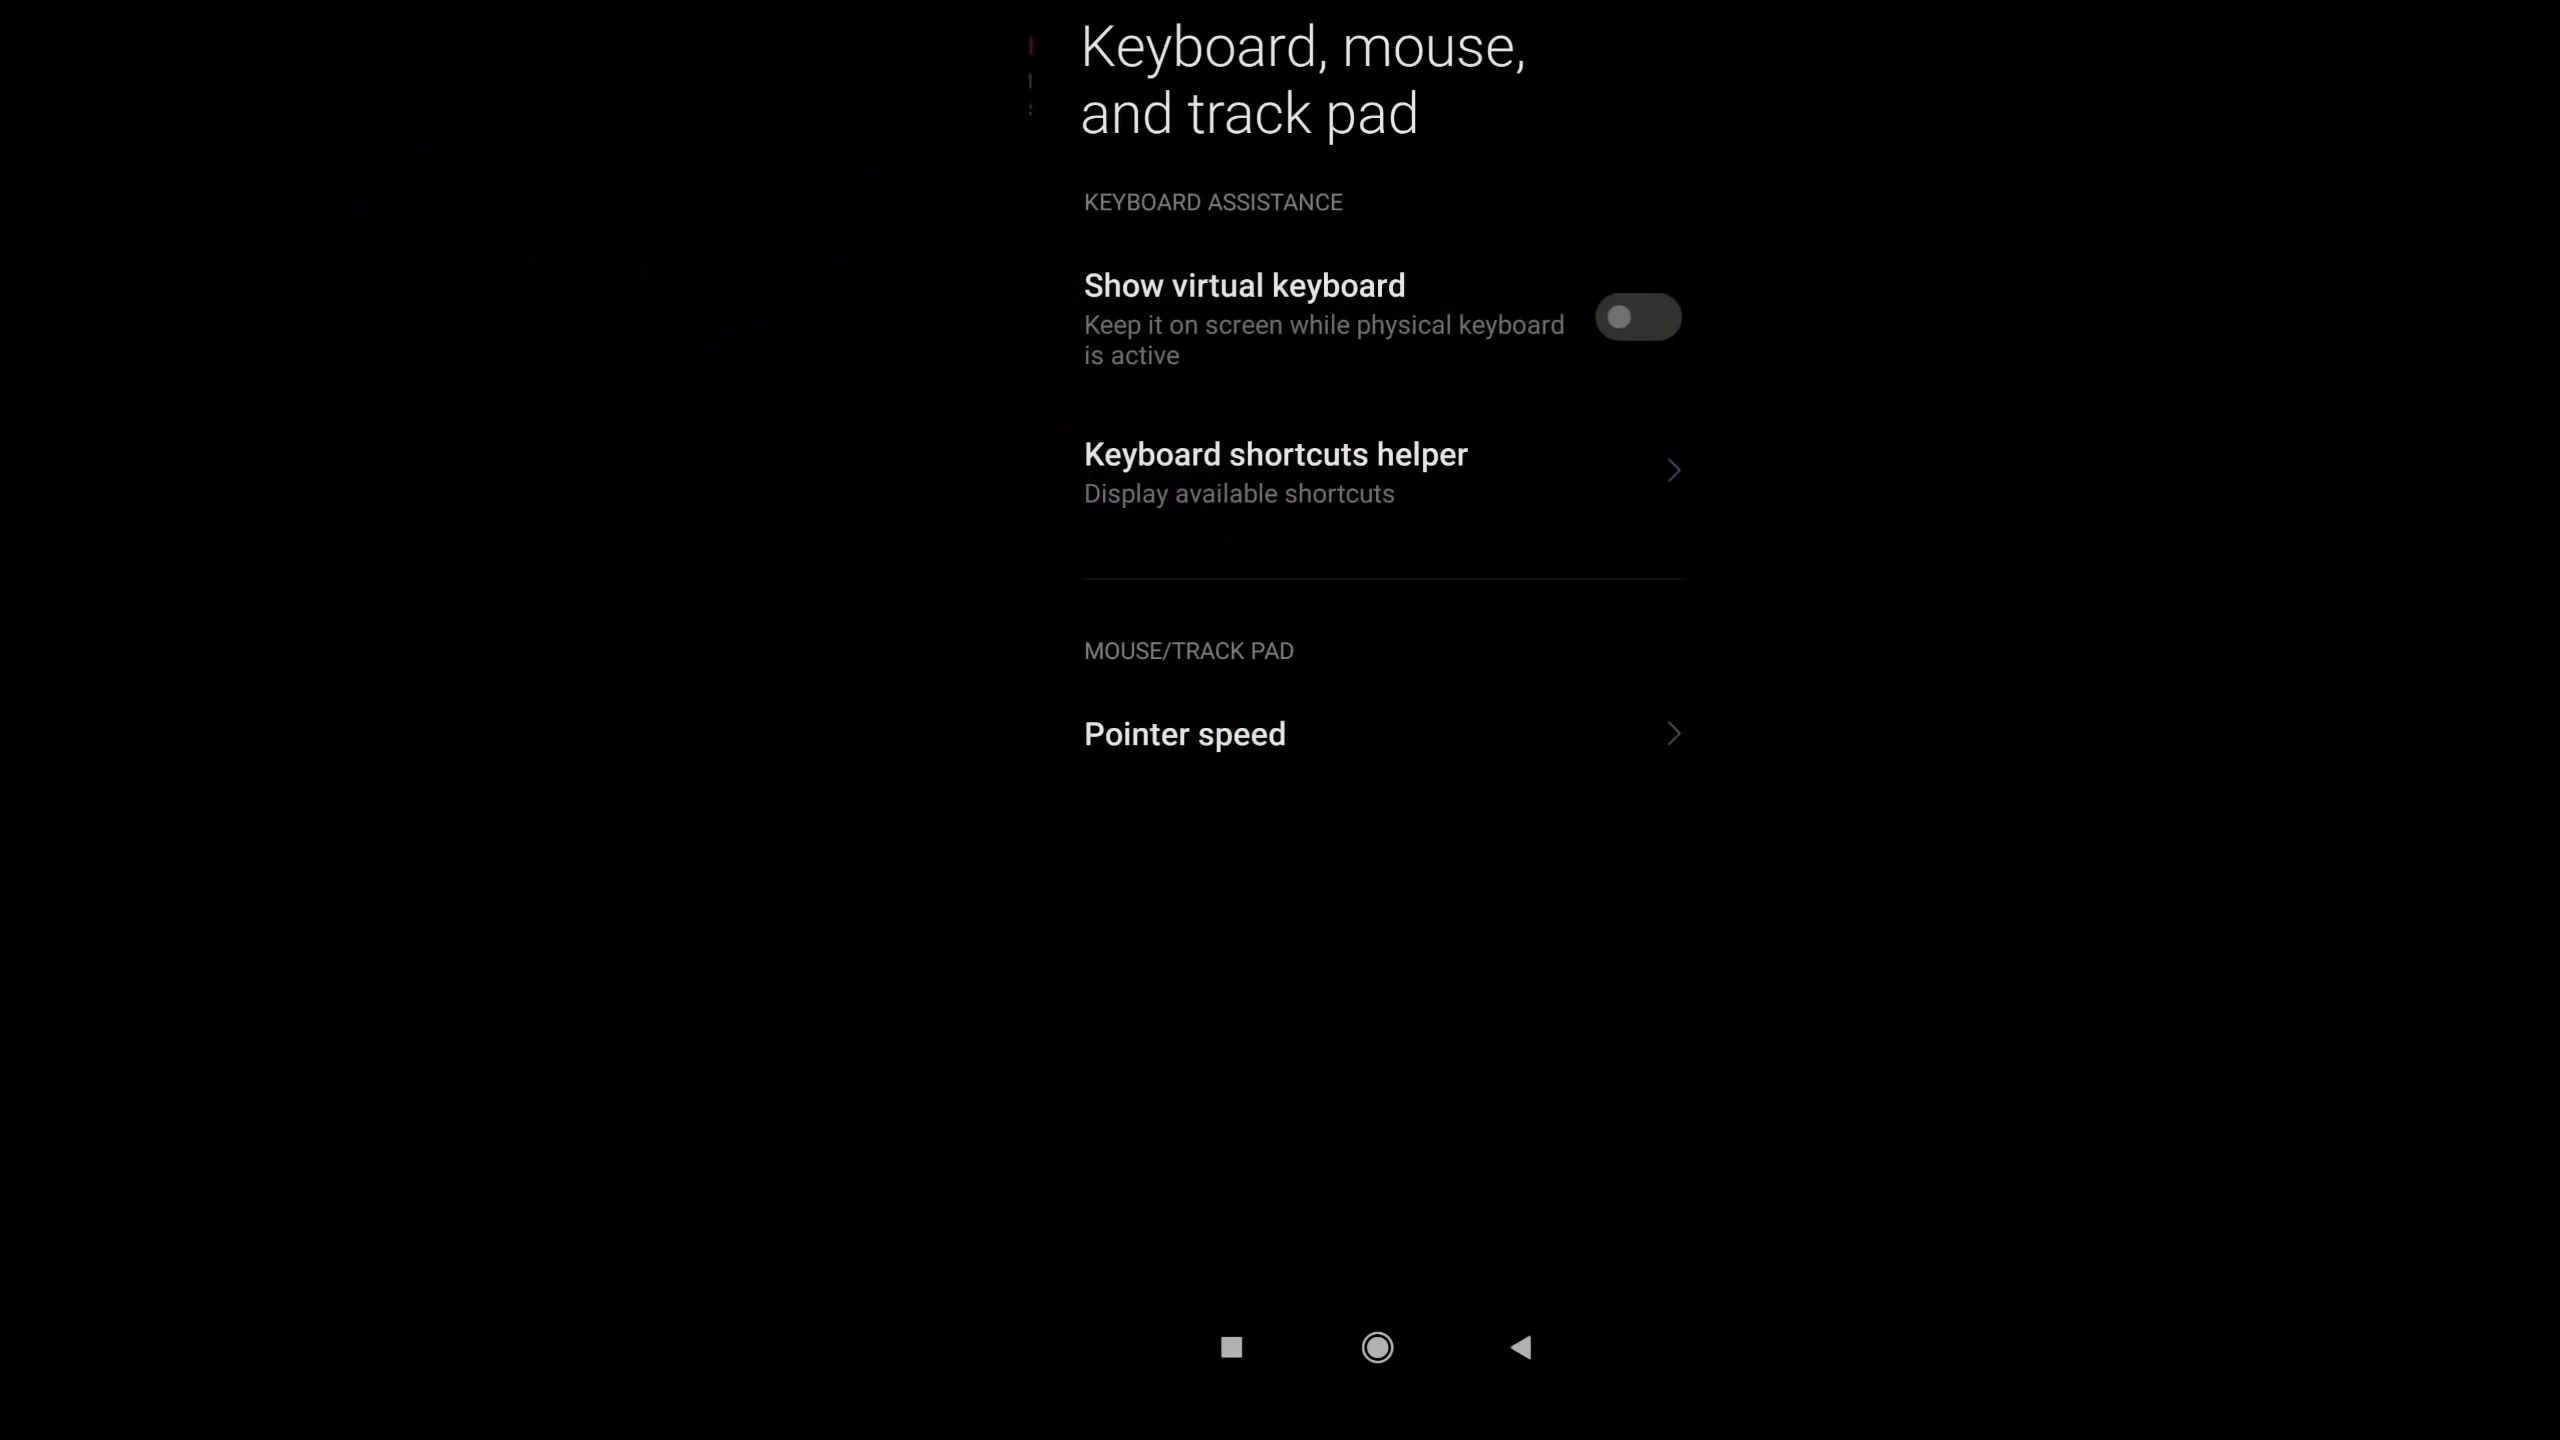 Keyboard, mouse,
and track pad
KEYBOARD ASSISTANCE
Show virtual keyboard
Keep it on screen while physical keyboard
is active
Keyboard shortcuts helper
Display available shortcuts
MOUSE/TRACK PAD
Pointer speed